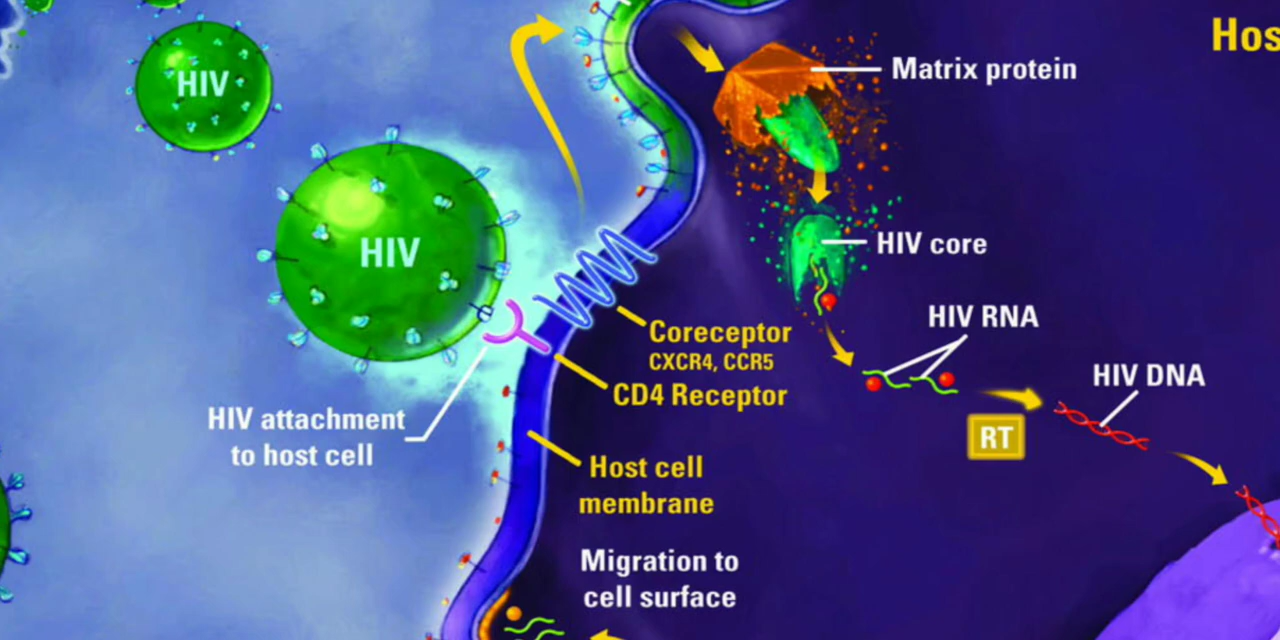 Hos
HIV
Matrix protein
HIV
HIV core
HIV RNA
Coreceptor
CXCR4, CCR5
HIV DNA
CD4 Receptor
HIV attachment
to host cell
RT
Host cell
membrane
Migration to
cell surface